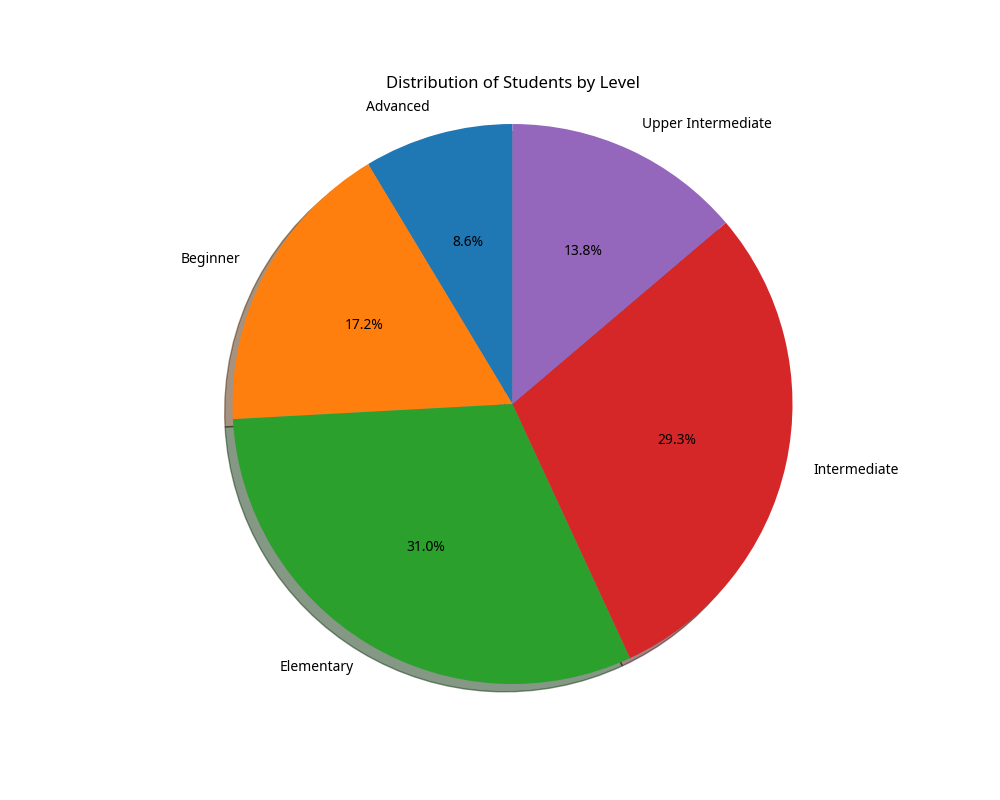 Distribution of Students by Level
Advanced
Upper Intermediate
8.6%
13.8%
Beginner
17.2%
29.3%
Intermediate
31.0%
Elementary